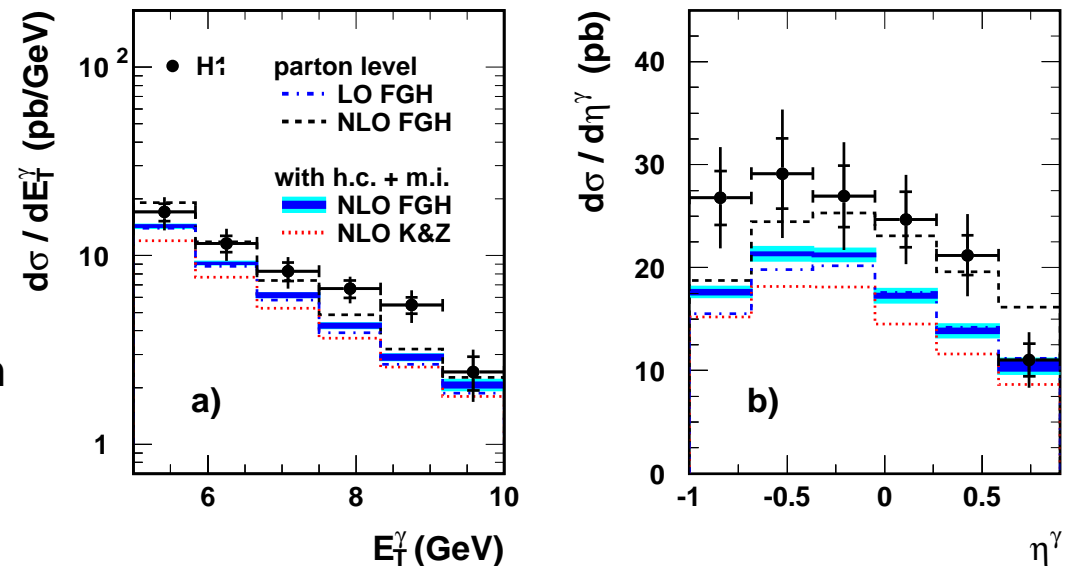 dσ / dE_T^γ (pb/GeV)
10^2
10
1
H1
parton level
LO FGH
NLO FGH
with h.c. + m.i.
NLO FGH
NLO K&Z
a)
6
8
10
E_T^γ (GeV)
dσ / dη^γ (pb)
40
30
20
10
0
b)
-1
-0.5
0
0.5
η^γ
n